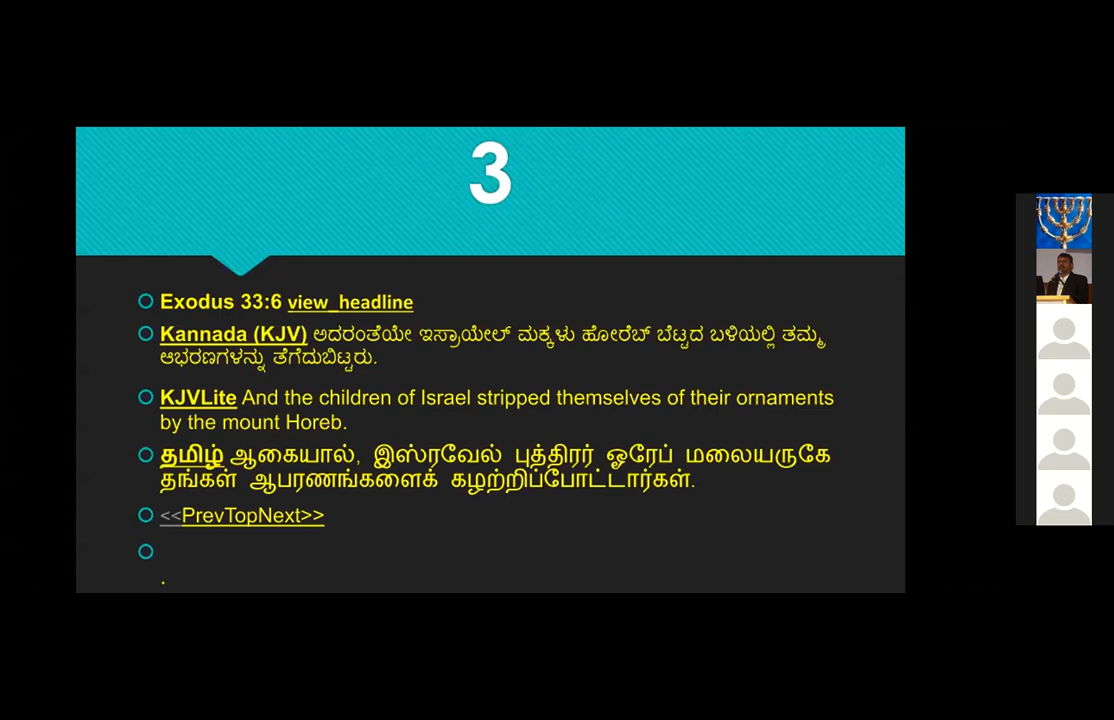 3
Exodus 33:6 view_headline
Kannada (KJV) ಅದರಂತೆಯೇ ಇಸ್ರಾಯೇಲ್ ಮಕ್ಕಳು ಹೋರೆಬ್ ಬೆಟ್ಟದ ಬಳಿಯಲ್ಲಿ ತಮ್ಮ
ಆಭರಣಗಳನ್ನು ತೆಗೆದುಬಿಟ್ಟರು.
KJVLite And the children of Israel stripped themselves of their ornaments
by the mount Horeb.
தமிழ் ஆகையால், இஸ்ரவேல் புத்திரர் ஓரேப் மலையருகே
தங்கள் ஆபரணங்களைக் கழற்றிப்போட்டார்கள்.
<<PrevTopNext>>
.